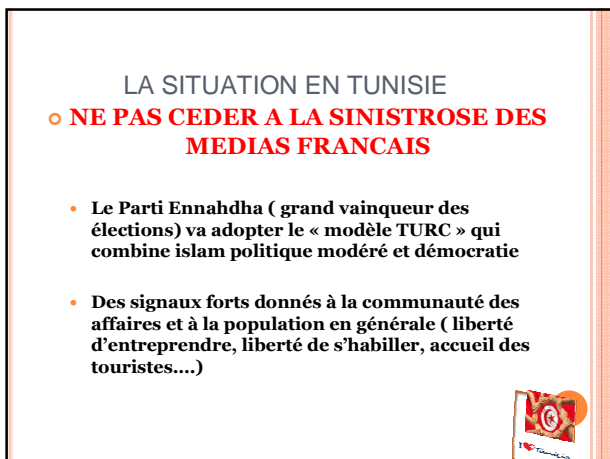 LA SITUATION EN TUNISIE
NE PAS CEDER A LA SINISTROSE DES
MEDIAS FRANCAIS
Le Parti Ennahdha ( grand vainqueur des
élections) va adopter le « modèle TURC » qui
combine islam politique modéré et démocratie
Des signaux forts donnés à la communauté des
affaires et à la population en générale ( liberté
d'entreprendre, liberté de s'habiller, accueil des
touristes....)
I Tunisia